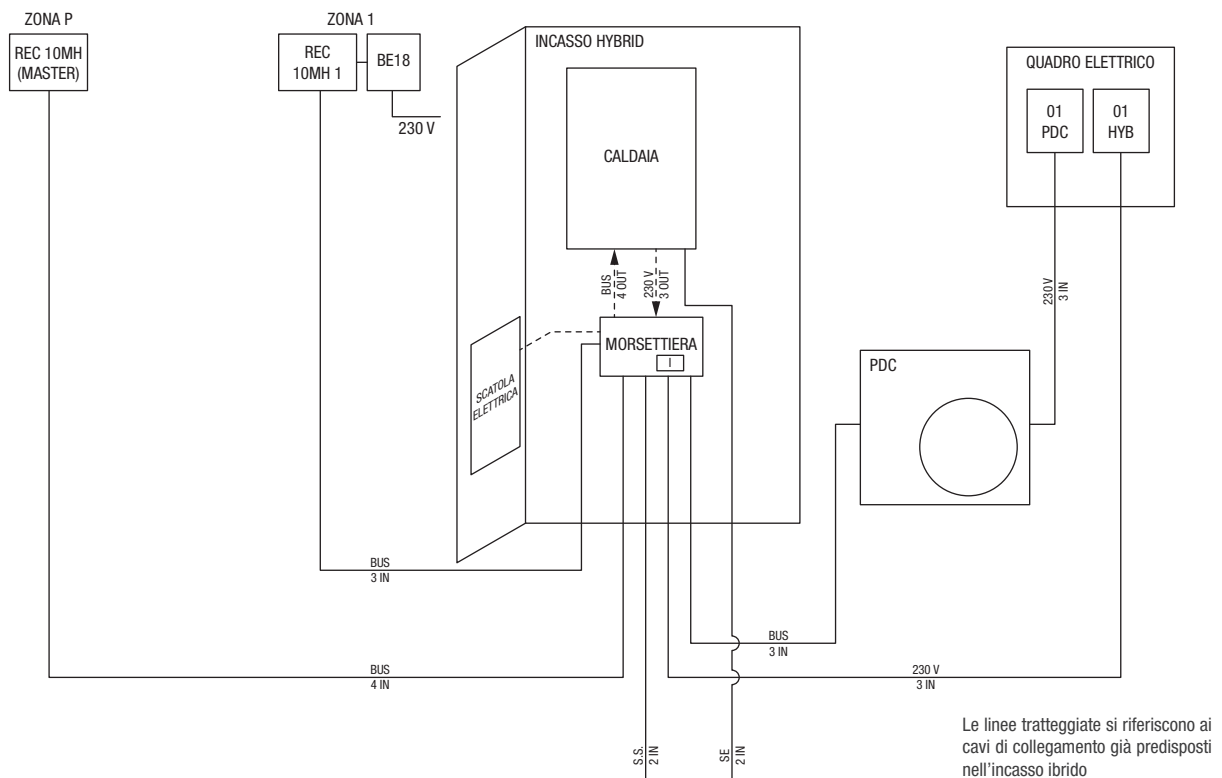 ZONA P
REC 10MH
(MASTER)
ZONA 1
REC
10MH 1
BE18
230 V
INCASSO HYBRID
CALDAIA
BUS
4 OUT
230 V
3 OUT
MORSETTIERA
I
SCATOLA
ELETTRICA
QUADRO ELETTRICO
01
PDC
01
HYB
230 V
3 IN
PDC
BUS
3 IN
BUS
3 IN
BUS
4 IN
230 V
3 IN
S.S.
2 IN
SE
2 IN
Le linee tratteggiate si riferiscono ai
cavi di collegamento già predisposti
nell'incasso ibrido